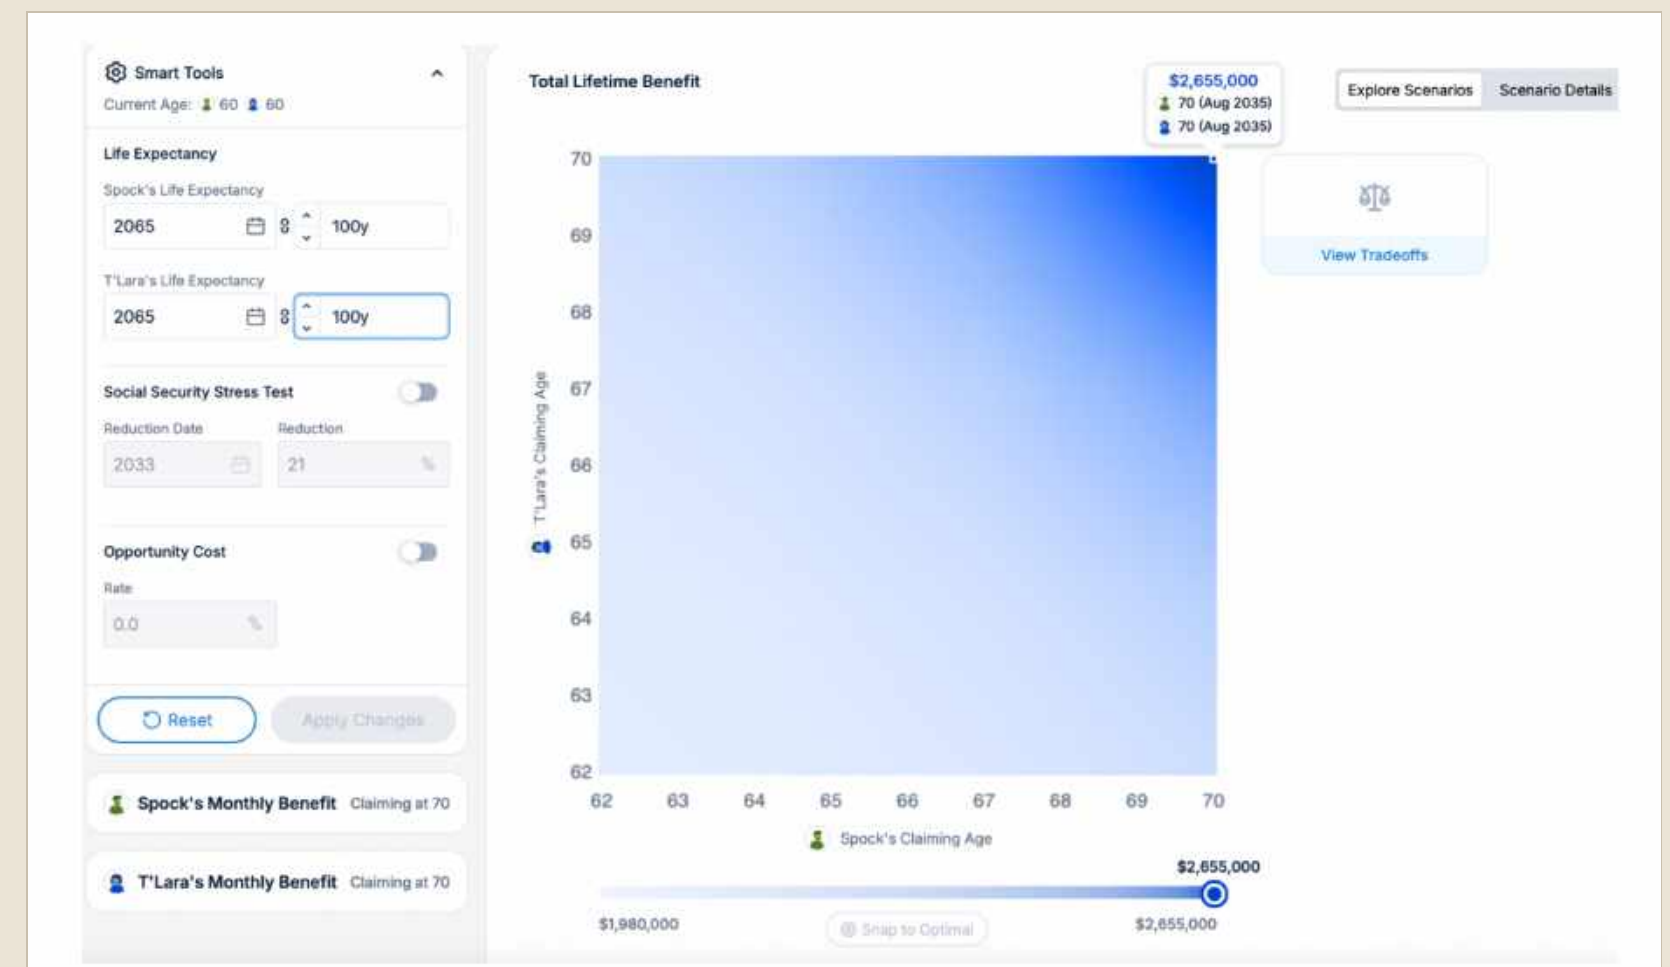 Smart Tools
Current Age: 60 60
Life Expectancy
Spock's Life Expectancy
2065 100y
T'Lara's Life Expectancy
2065 100y
Social Security Stress Test
Reduction Date Reduction
2033 21 %
Opportunity Cost
Rate
0.0 %
Reset Apply Changes
Spock's Monthly Benefit Claiming at 70
T'Lara's Monthly Benefit Claiming at 70
Total Lifetime Benefit
$2,655,000
70 (Aug 2035)
70 (Aug 2035)
Explore Scenarios Scenario Details
View Tradeoffs
T'Lara's Claiming Age
70
69
68
67
66
65
64
63
62
62 63 64 65 66 67 68 69 70
Spock's Claiming Age
$2,655,000
$1,980,000 Snap to Optimal $2,655,000